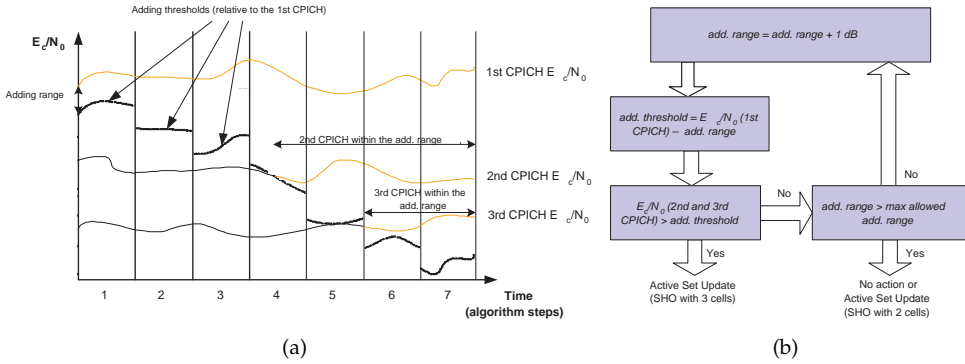 Adding thresholds (relative to the 1st CPICH)
E_c/N_0
Adding range
1st CPICH E_c/N_0
2nd CPICH within the add. range
2nd CPICH E_c/N_0
3rd CPICH within the
add. range
3rd CPICH E_c/N_0
1 2 3 4 5 6 7
Time
(algorithm steps)
(a)
add. range = add. range + 1 dB
add. threshold = E_c/N_0 (1st
CPICH) – add. range
E_c/N_0 (2nd and 3rd
CPICH) > add. threshold
No
add. range > max allowed
add. range
No
Yes
Yes
Active Set Update
(SHO with 3 cells)
No action or
Active Set Update
(SHO with 2 cells)
(b)